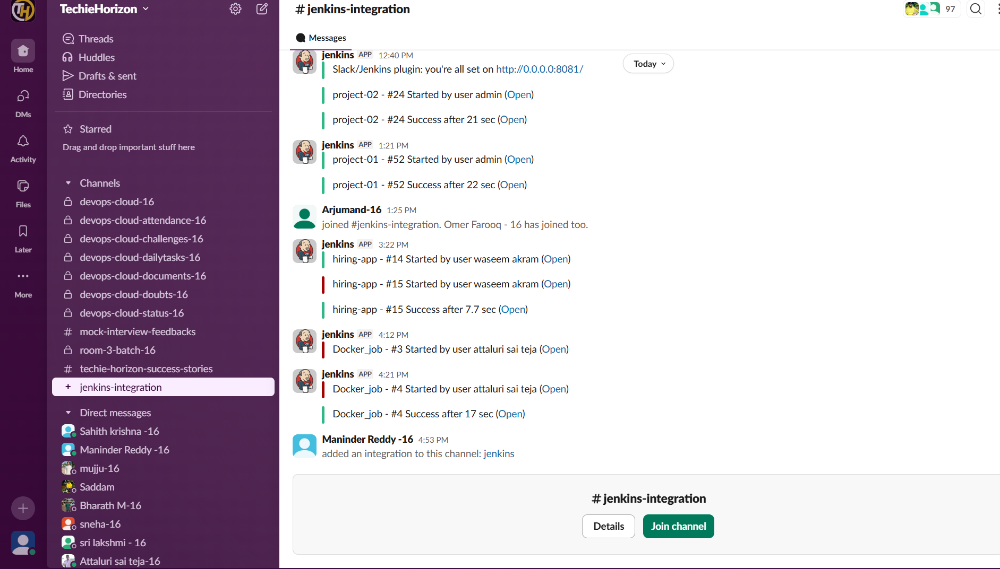 TH
Home
DMs
Activity
Files
Later
More
TechieHorizon
Threads
Huddles
Drafts & sent
Directories
Starred
Drag and drop important stuff here
Channels
devops-cloud-16
devops-cloud-attendance-16
devops-cloud-challenges-16
devops-cloud-dailytasks-16
devops-cloud-documents-16
devops-cloud-doubts-16
devops-cloud-status-16
# mock-interview-feedbacks
room-3-batch-16
# techie-horizon-success-stories
+ jenkins-integration
Direct messages
Sahith krishna -16
Maninder Reddy -16
mujju-16
Saddam
Bharath M-16
sneha-16
sri lakshmi - 16
Attaluri sai teja-16
# jenkins-integration
97
Messages
Today
jenkins APP 12:40 PM
Slack/Jenkins plugin: you're all set on http://0.0.0.0:8081/
project-02 - #24 Started by user admin (Open)
project-02 - #24 Success after 21 sec (Open)
jenkins APP 1:21 PM
project-01 - #52 Started by user admin (Open)
project-01 - #52 Success after 22 sec (Open)
Arjumand-16 1:25 PM
joined #jenkins-integration. Omer Farooq - 16 has joined too.
jenkins APP 3:22 PM
hiring-app - #14 Started by user waseem akram (Open)
hiring-app - #15 Started by user waseem akram (Open)
hiring-app - #15 Success after 7.7 sec (Open)
jenkins APP 4:12 PM
Docker_job - #3 Started by user attaluri sai teja (Open)
jenkins APP 4:21 PM
Docker_job - #4 Started by user attaluri sai teja (Open)
Docker_job - #4 Success after 17 sec (Open)
Maninder Reddy -16 4:53 PM
added an integration to this channel: jenkins
# jenkins-integration
Details
Join channel